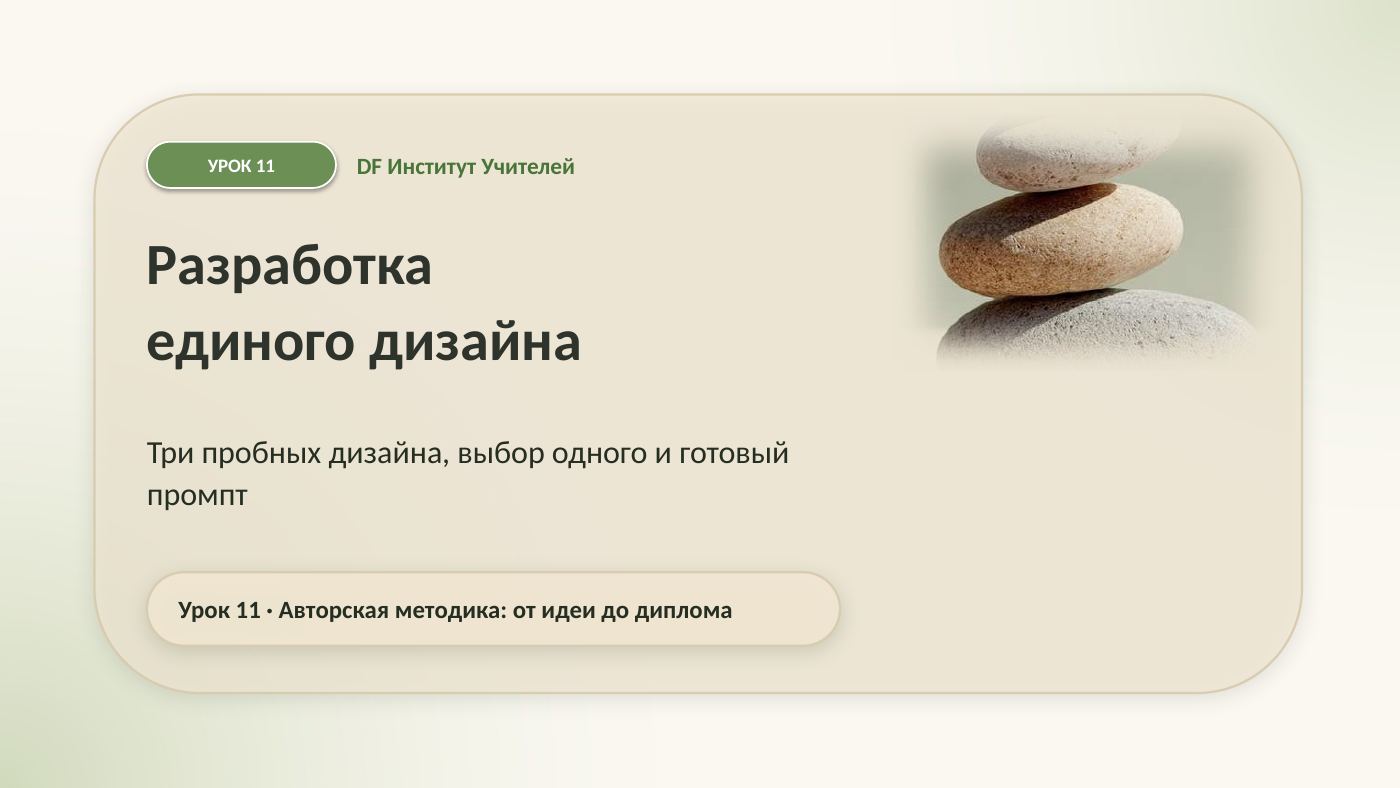 УРОК 11
DF Институт Учителей
Разработка
единого дизайна
Три пробных дизайна, выбор одного и готовый
промпт
Урок 11 · Авторская методика: от идеи до диплома